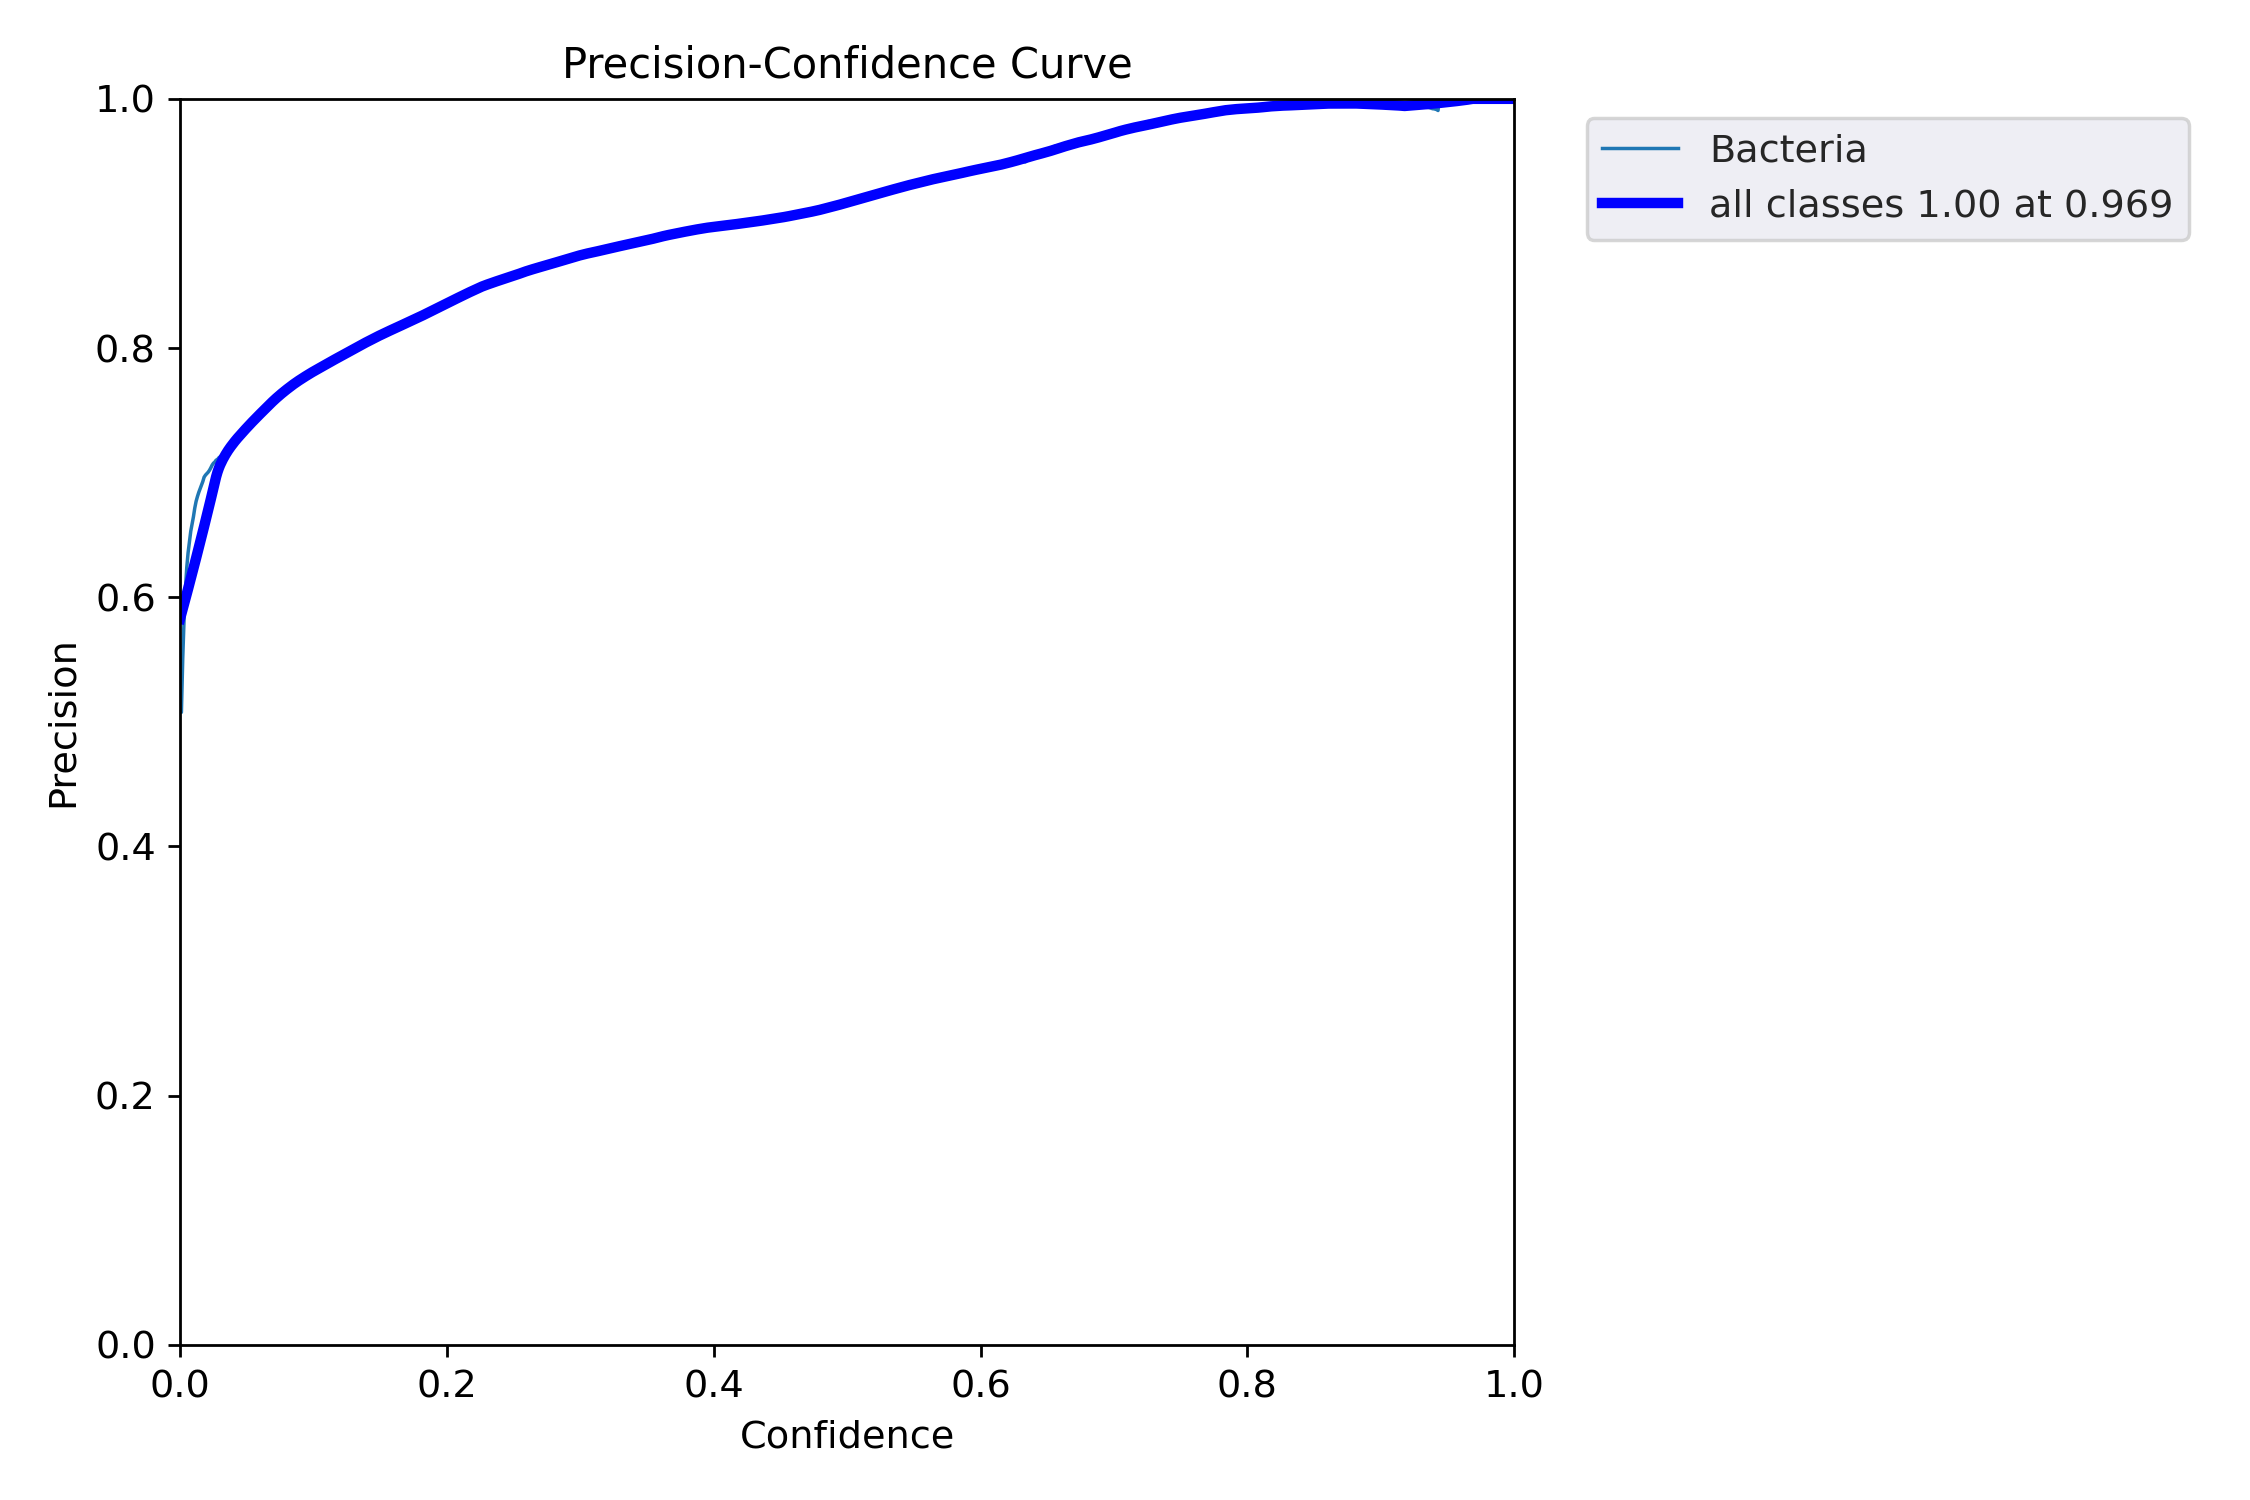 Precision-Confidence Curve
1.0
0.8
0.6
0.4
0.2
0.0
Precision
0.0 0.2 0.4 0.6 0.8 1.0
Confidence
Bacteria
all classes 1.00 at 0.969